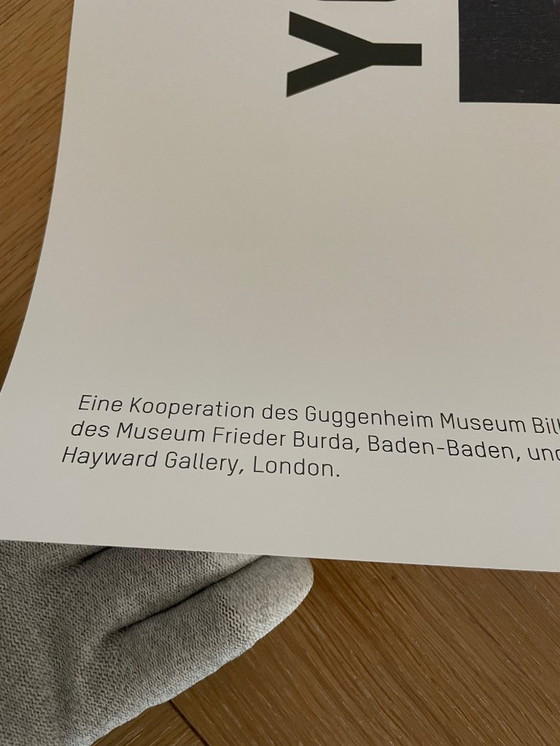 Y
Eine Kooperation des Guggenheim Museum
des Museum Frieder Burda, Baden-Baden,
Hayward Gallery, London.